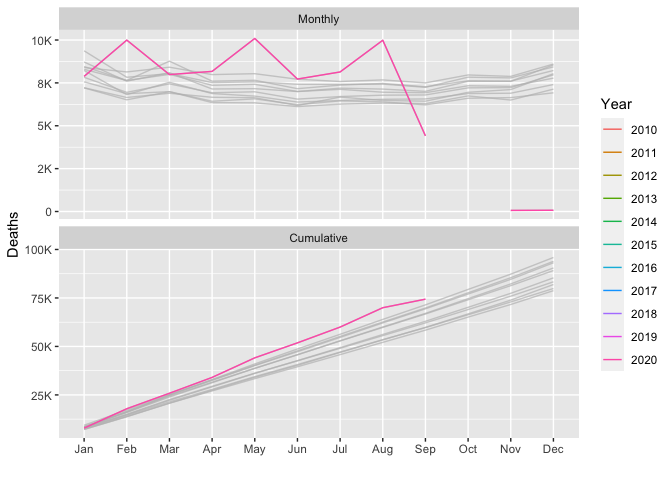 Monthly
10K
8K
5K
2K
0
Deaths
Cumulative
100K
75K
50K
25K
Jan Feb Mar Apr May Jun Jul Aug Sep Oct Nov Dec
Year
2010
2011
2012
2013
2014
2015
2016
2017
2018
2019
2020